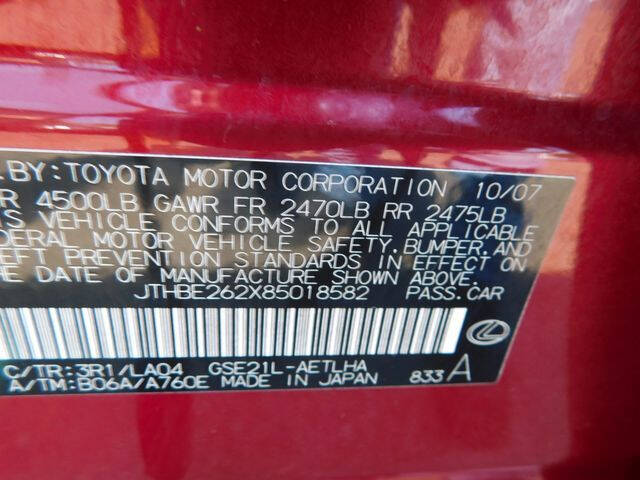 BY: TOYOTA MOTOR CORPORATION 10/07
R 4500LB GAWR FR 2470LB RR 2475LB
IS VEHICLE CONFORMS TO ALL APPLICABLE
DERAL MOTOR VEHICLE SAFETY, BUMPER, AND
EFT PREVENTION STANDARDS IN EFFECT ON
E DATE OF MANUFACTURE SHOWN ABOVE.
JTHBE262X85018582 PASS.CAR
C/TR:3R1/LA04 GSE21L-AETLHA
A/TM:B06A/A760E MADE IN JAPAN 833 A